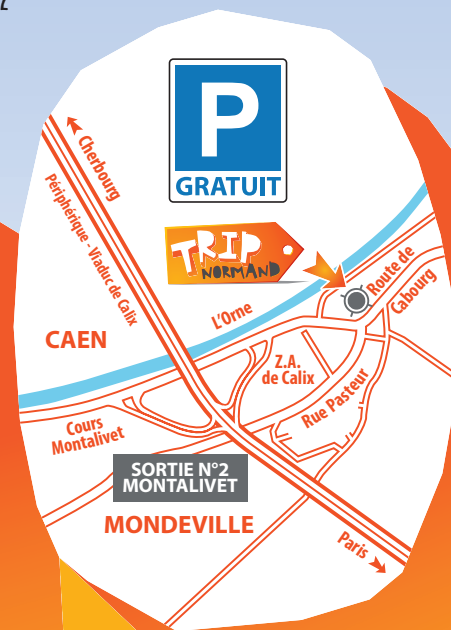 P
GRATUIT
Cherbourg
Périphérique - Viaduc de Calix
TRIP
NORMAND
Route de
Cabourg
L'Orne
CAEN
Z.A.
de Calix
Rue Pasteur
Cours
Montalivet
SORTIE N°2
MONTALIVET
MONDEVILLE
Paris